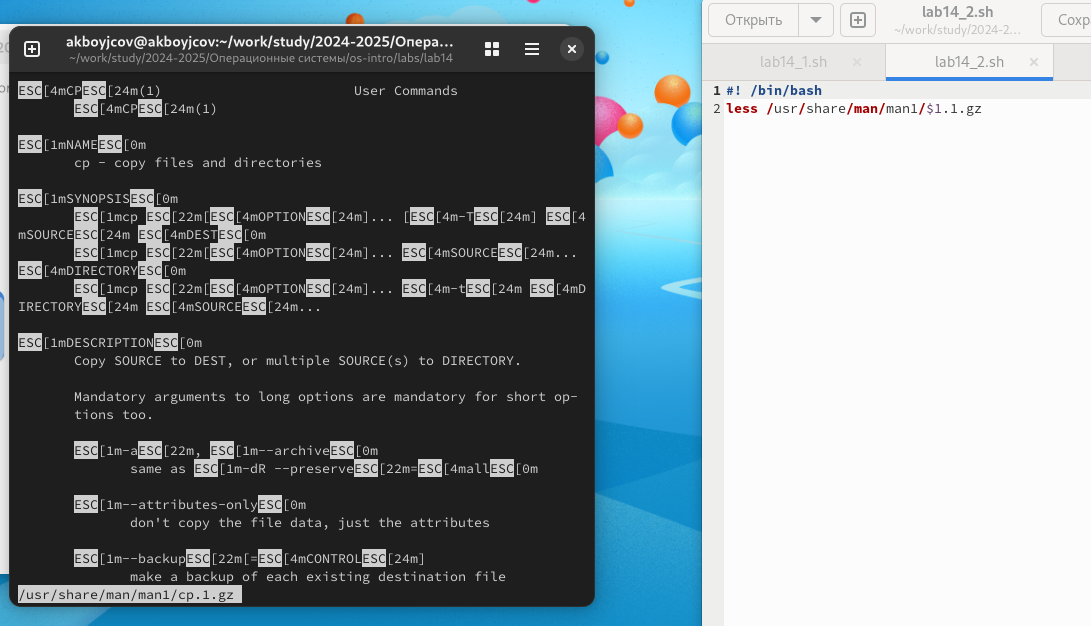 akboyjcov@akboyjcov:~/work/study/2024-2025/Опера...
~/work/study/2024-2025/Операционные системы/os-intro/labs/lab14
ESC[4mCPESC[24m(1) User Commands
ESC[4mCPESC[24m(1)
ESC[1mNAMEESC[0m
cp - copy files and directories
ESC[1mSYNOPSISESC[0m
ESC[1mcp ESC[22m[ESC[4mOPTIONESC[24m]... [ESC[4m-TESC[24m] ESC[4
mSOURCEESC[24m ESC[4mDESTESC[0m
ESC[1mcp ESC[22m[ESC[4mOPTIONESC[24m]... ESC[4mSOURCEESC[24m...
ESC[4mDIRECTORYESC[0m
ESC[1mcp ESC[22m[ESC[4mOPTIONESC[24m]... ESC[4m-tESC[24m ESC[4mD
IRECTORYESC[24m ESC[4mSOURCEESC[24m...
ESC[1mDESCRIPTIONESC[0m
Copy SOURCE to DEST, or multiple SOURCE(s) to DIRECTORY.
Mandatory arguments to long options are mandatory for short op-
tions too.
ESC[1m-aESC[22m, ESC[1m--archiveESC[0m
same as ESC[1m-dR --preserveESC[22m=ESC[4mallESC[0m
ESC[1m--attributes-onlyESC[0m
don't copy the file data, just the attributes
ESC[1m--backupESC[22m[=ESC[4mCONTROLESC[24m]
make a backup of each existing destination file
/usr/share/man/man1/cp.1.gz
Открыть
lab14_2.sh
~/work/study/2024-2...
lab14_1.sh
lab14_2.sh
1 #! /bin/bash
2 less /usr/share/man/man1/$1.1.gz